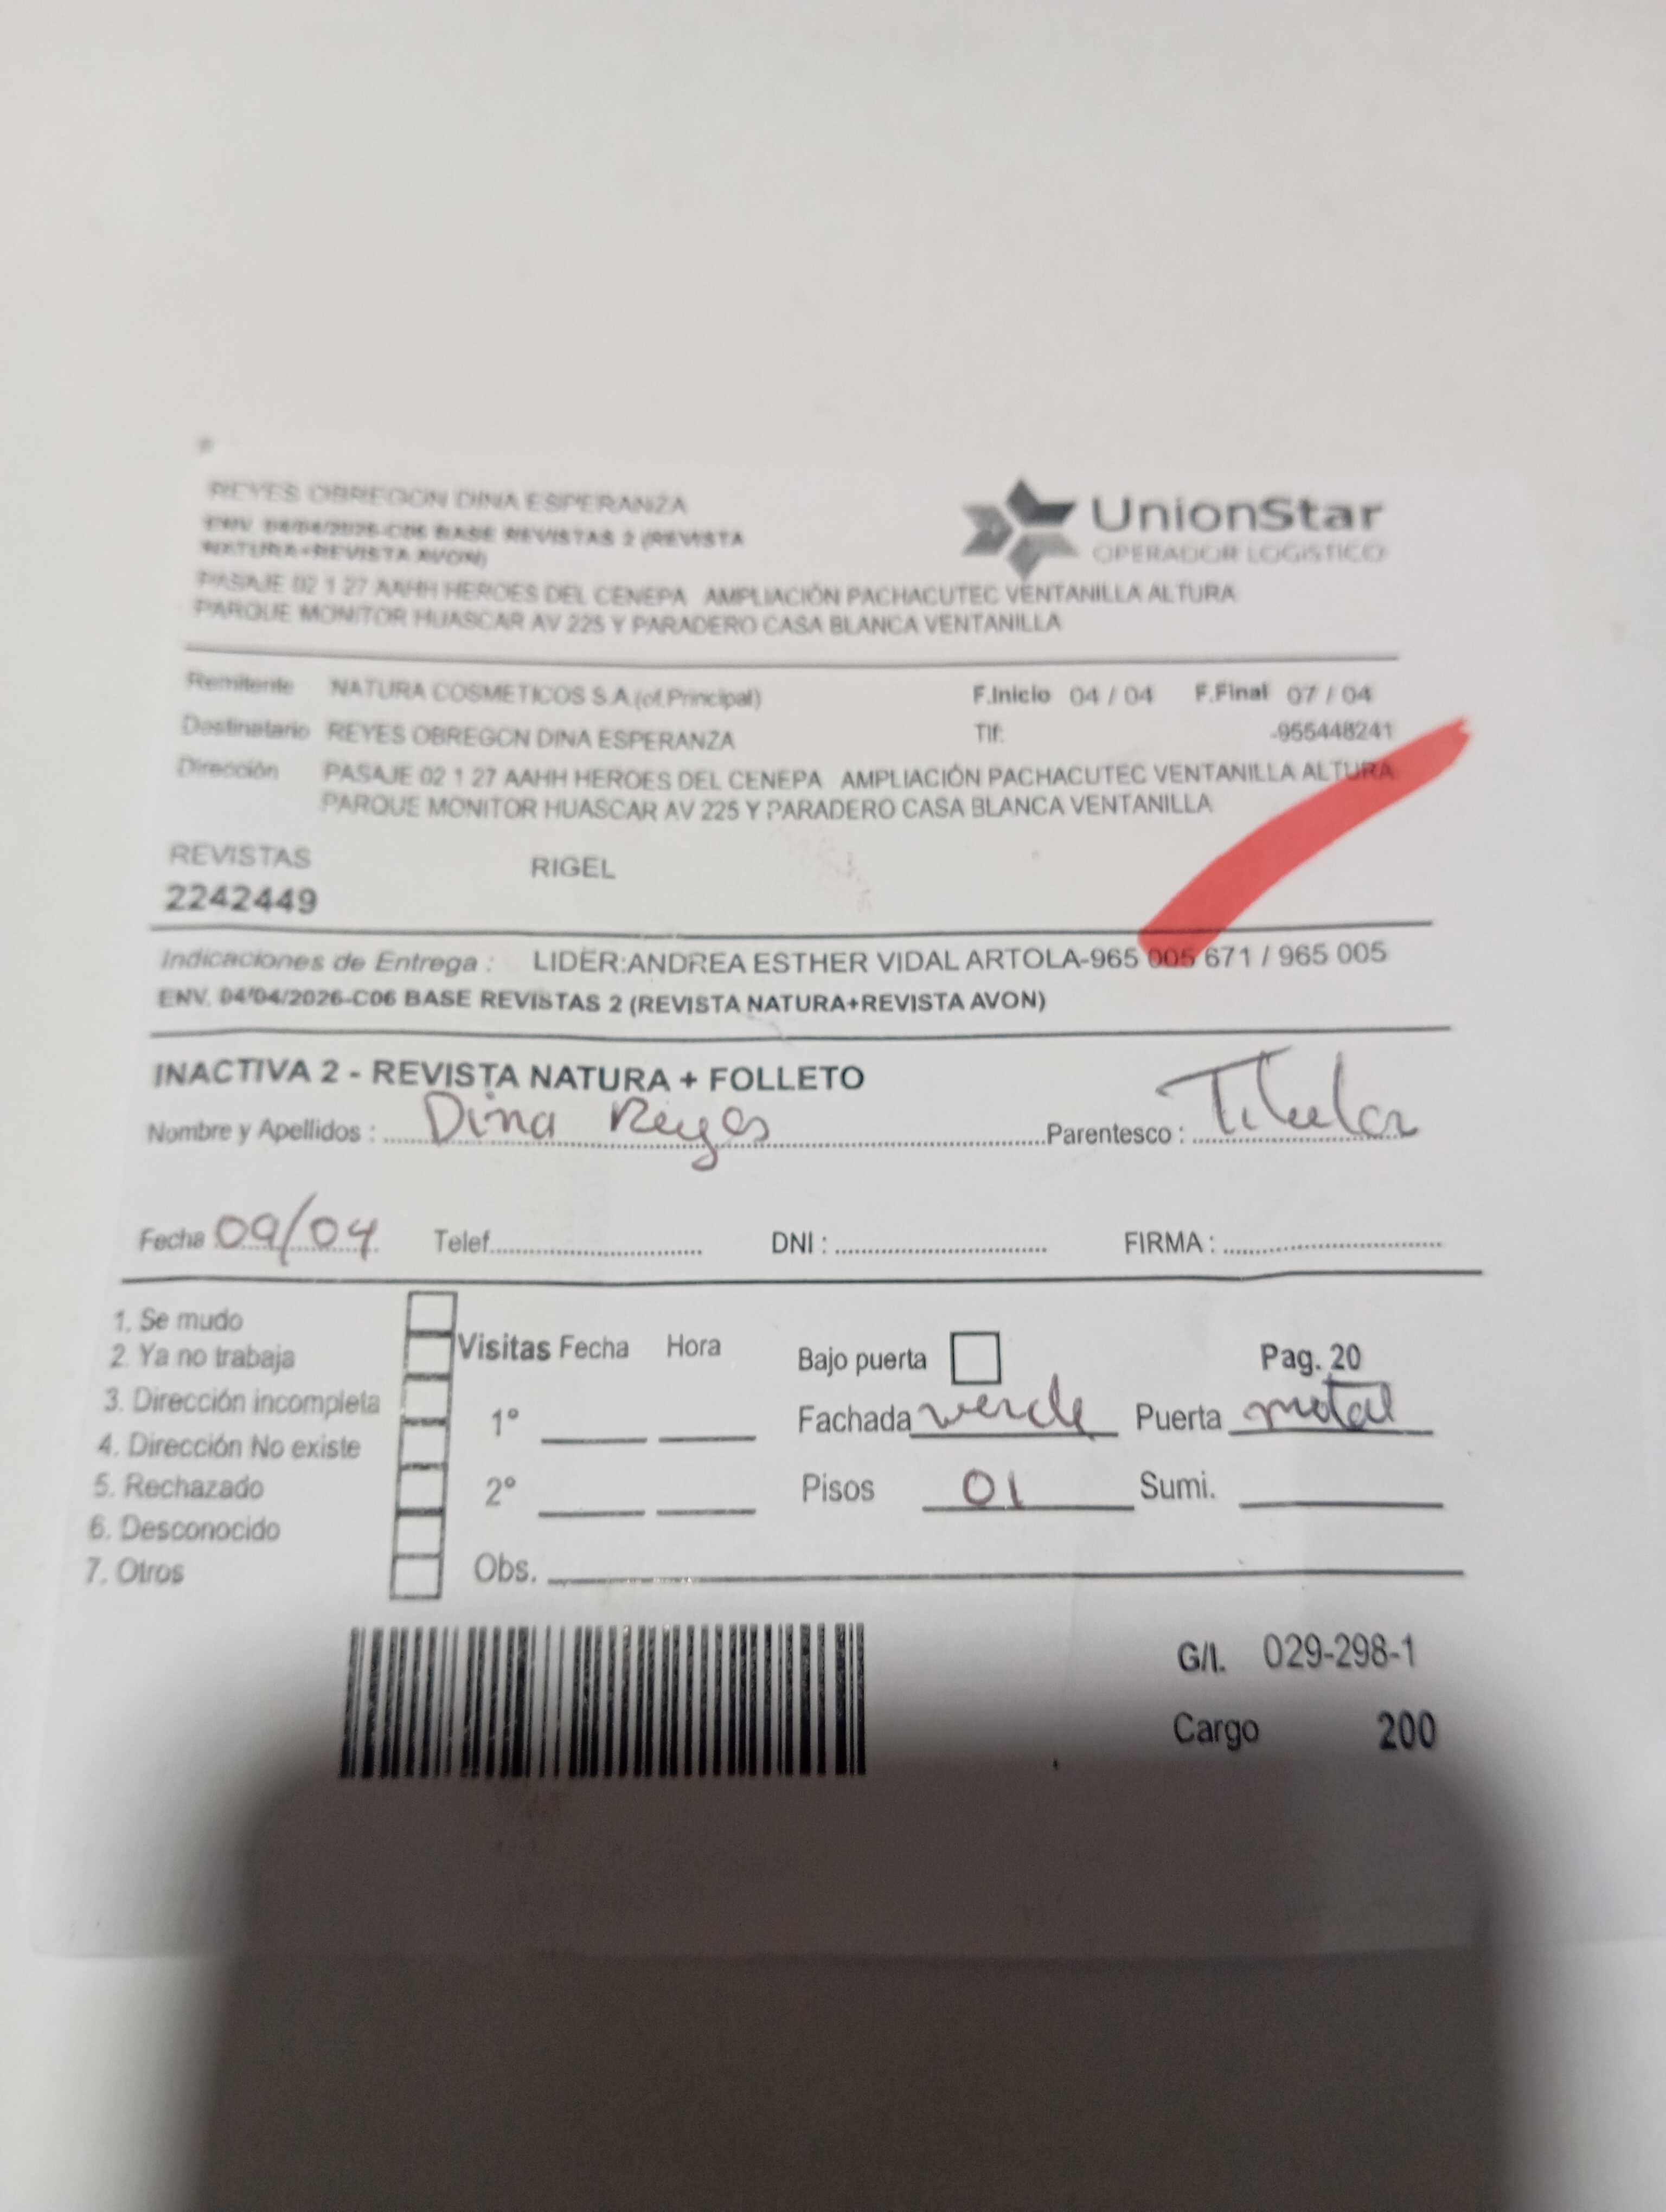 REYES OBREGON DINA ESPERANZA
ENV. 04/04/2026-C06 BASE REVISTAS 2 (REVISTA
NATURA+REVISTA AVON)
UnionStar
OPERADOR LOGISTICO
PASAJE 02 1 27 AAHH HEROES DEL CENEPA AMPLIACIÓN PACHACUTEC VENTANILLA ALTURA
PARQUE MONITOR HUASCAR AV 225 Y PARADERO CASA BLANCA VENTANILLA
Remitente NATURA COSMETICOS S.A.(of.Principal) F.Inicio 04 / 04 F.Final 07 / 04
Destinatario REYES OBREGON DINA ESPERANZA Tlf: -955448241
Dirección PASAJE 02 1 27 AAHH HEROES DEL CENEPA AMPLIACIÓN PACHACUTEC VENTANILLA ALTURA
PARQUE MONITOR HUASCAR AV 225 Y PARADERO CASA BLANCA VENTANILLA
REVISTAS RIGEL
2242449
Indicaciones de Entrega : LIDER:ANDREA ESTHER VIDAL ARTOLA-965 005 671 / 965 005
ENV. 04/04/2026-C06 BASE REVISTAS 2 (REVISTA NATURA+REVISTA AVON)
INACTIVA 2 - REVISTA NATURA + FOLLETO
Nombre y Apellidos : Dina Reyes Parentesco : Titular
Fecha 09/04 Telef. DNI : FIRMA :
1. Se mudo
2. Ya no trabaja
3. Dirección incompleta
4. Dirección No existe
5. Rechazado
6. Desconocido
7. Otros
Visitas Fecha Hora Bajo puerta Pag. 20
1° Fachada verde Puerta metal
2° Pisos 01 Sumi.
Obs.
G/I. 029-298-1
Cargo 200